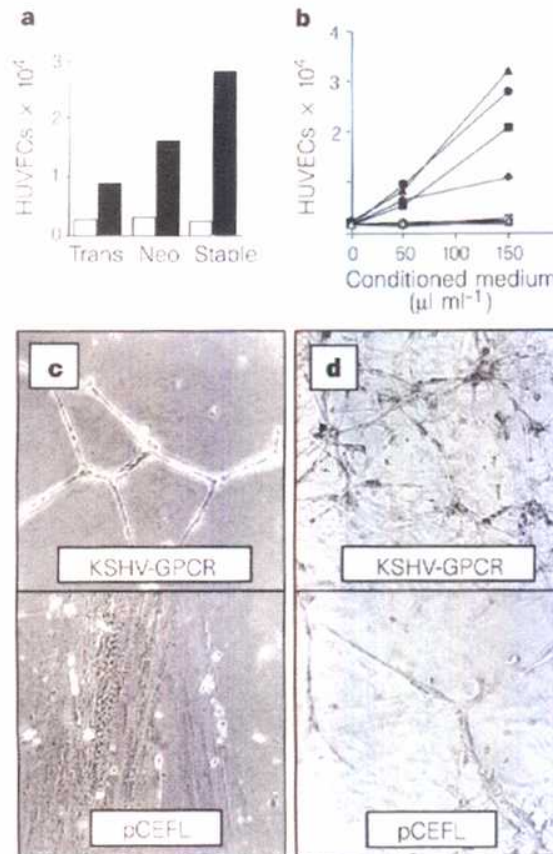 a
HUVECs × 10⁴
3
2
1
0
Trans Neo Stable
b
HUVECs × 10⁴
4
3
2
0 50 100 150
Conditioned medium
(µl ml⁻¹)
c
KSHV-GPCR
pCEFL
d
KSHV-GPCR
pCEFL